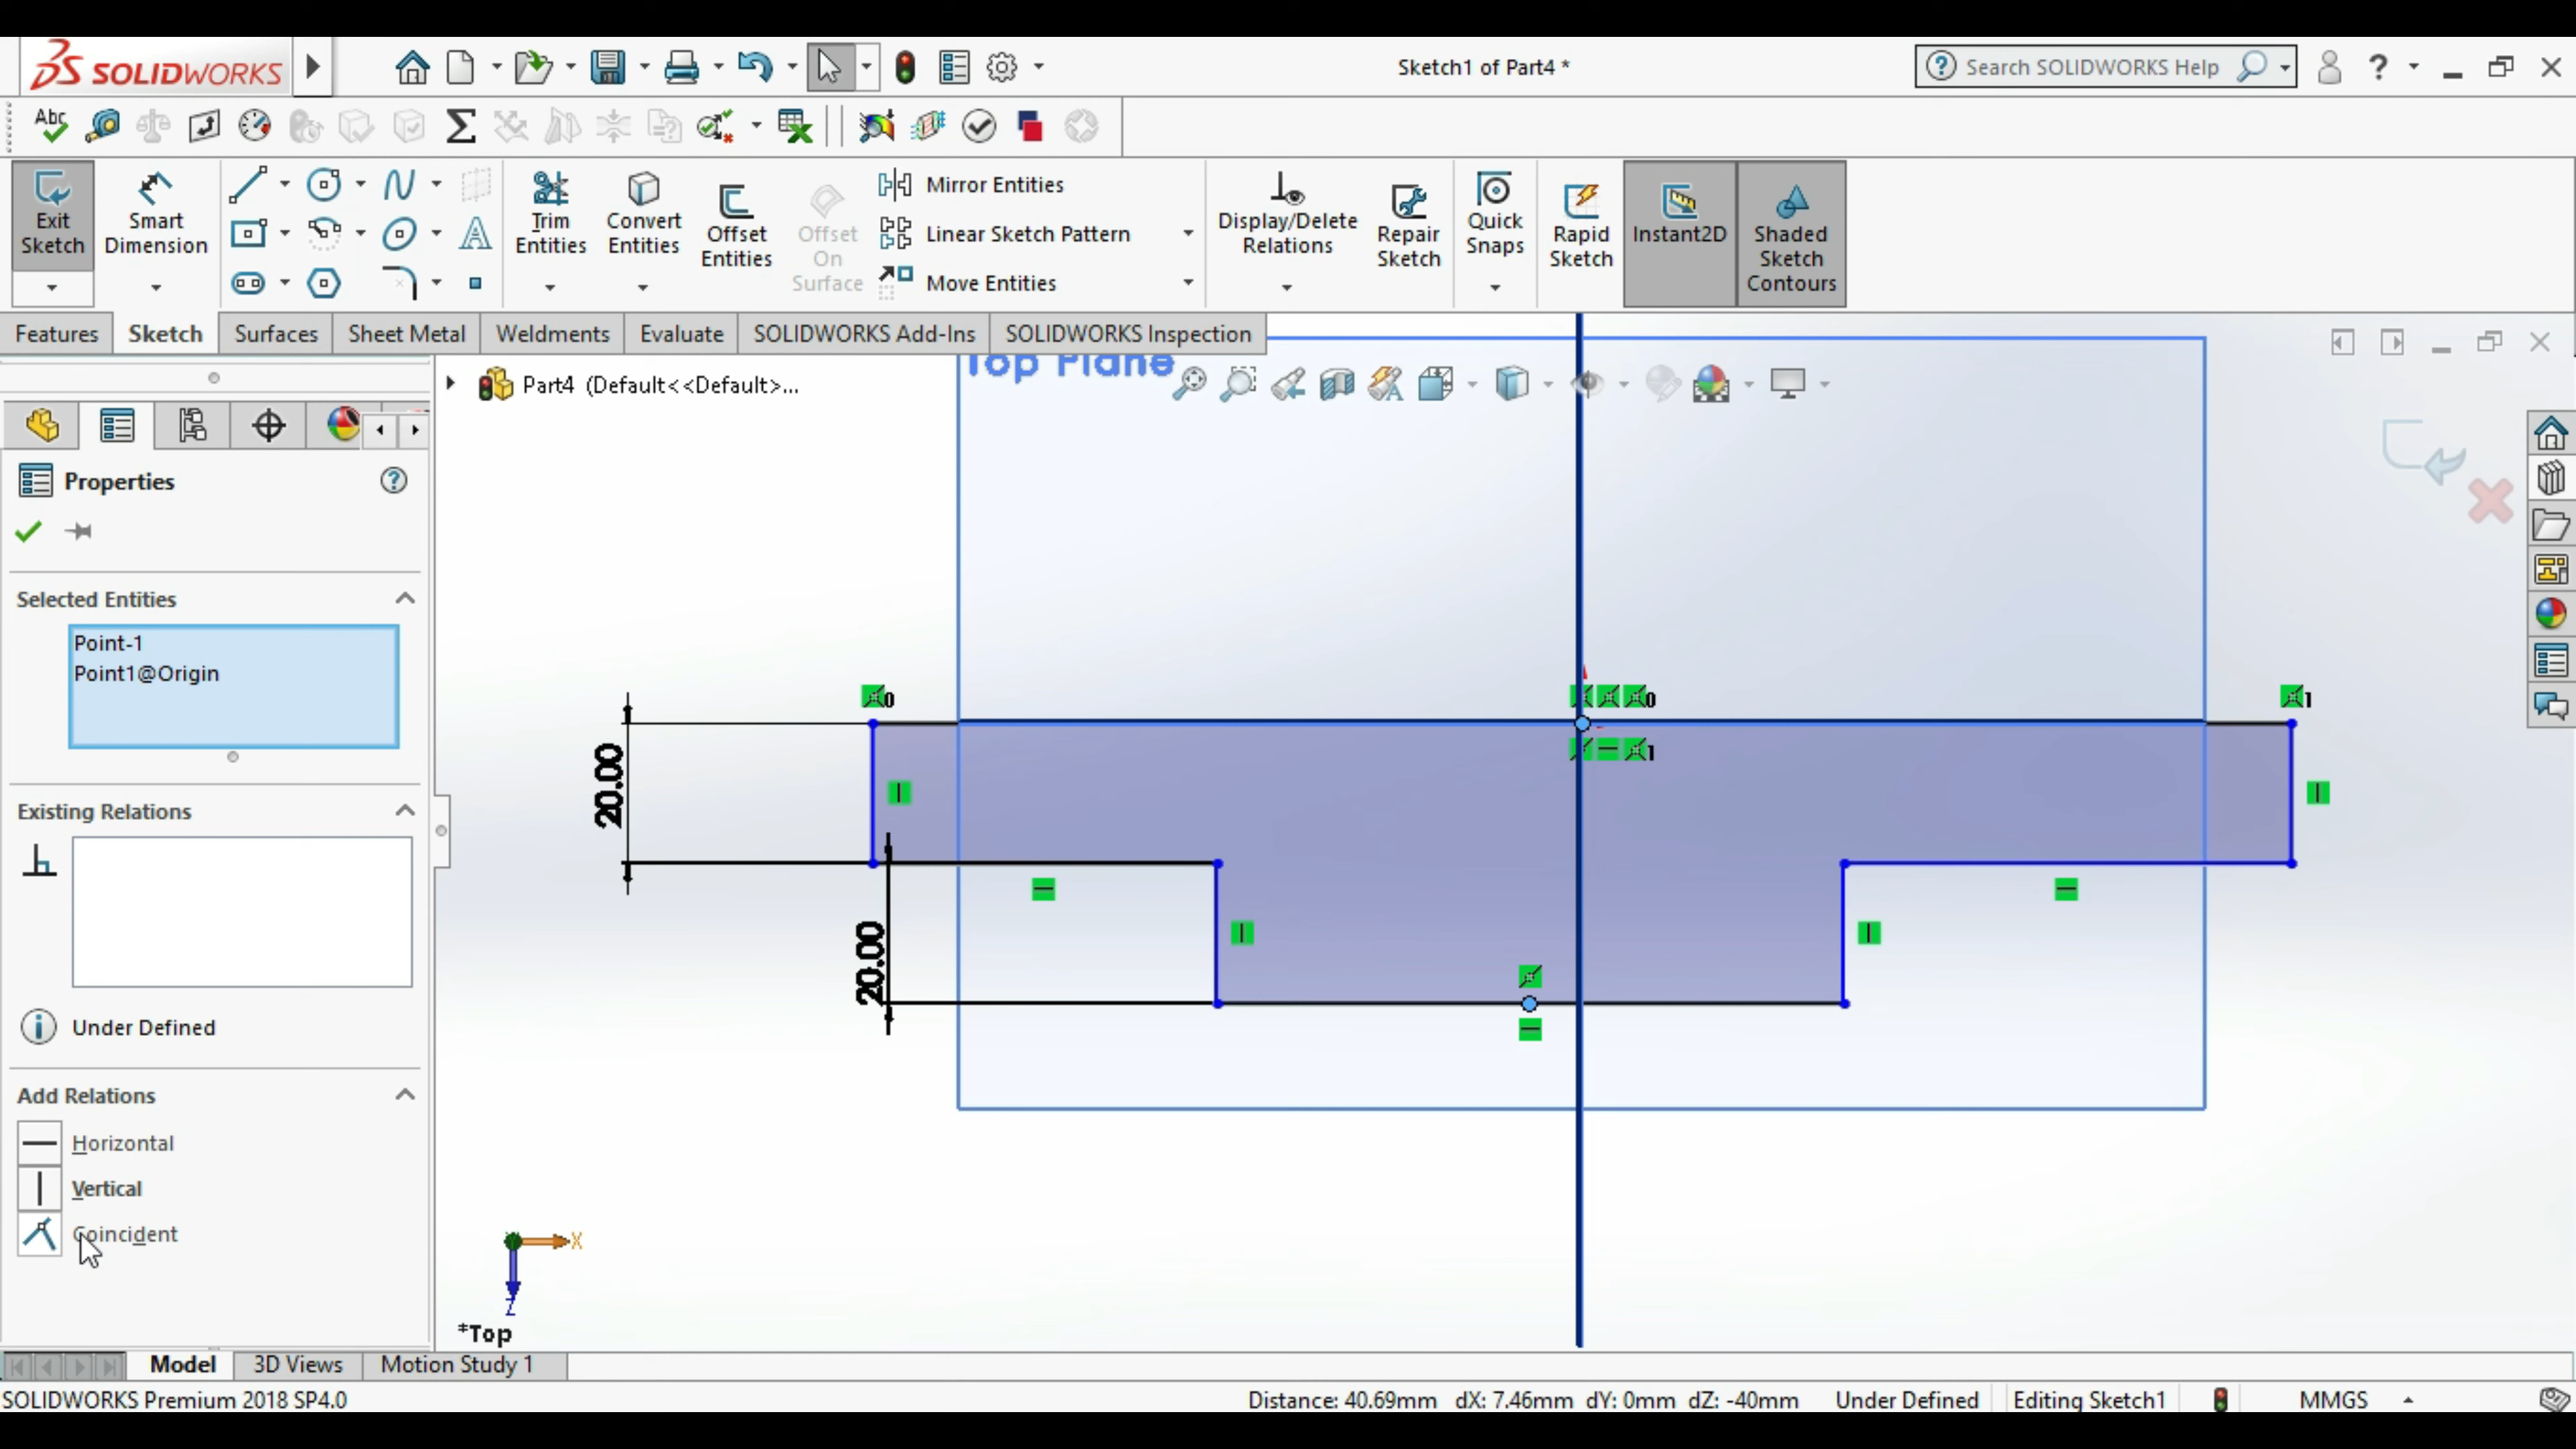 SOLIDWORKS
Sketch1 of Part4 *
Search SOLIDWORKS Help
Abc
Exit Sketch
Smart Dimension
Trim Entities
Convert Entities
Offset Entities
Offset On Surface
Mirror Entities
Linear Sketch Pattern
Move Entities
Display/Delete Relations
Repair Sketch
Quick Snaps
Rapid Sketch
Instant2D
Shaded Sketch Contours
Features
Sketch
Surfaces
Sheet Metal
Weldments
Evaluate
SOLIDWORKS Add-Ins
SOLIDWORKS Inspection
Top Plane
Part4 (Default<<Default>...
Properties
Selected Entities
Point-1
Point1@Origin
Existing Relations
Under Defined
Add Relations
Horizontal
Vertical
Coincident
0
0
1
1
20.00
20.00
X
Z
*Top
Model
3D Views
Motion Study 1
SOLIDWORKS Premium 2018 SP4.0
Distance: 40.69mm dX: 7.46mm dY: 0mm dZ: -40mm
Under Defined
Editing Sketch1
MMGS